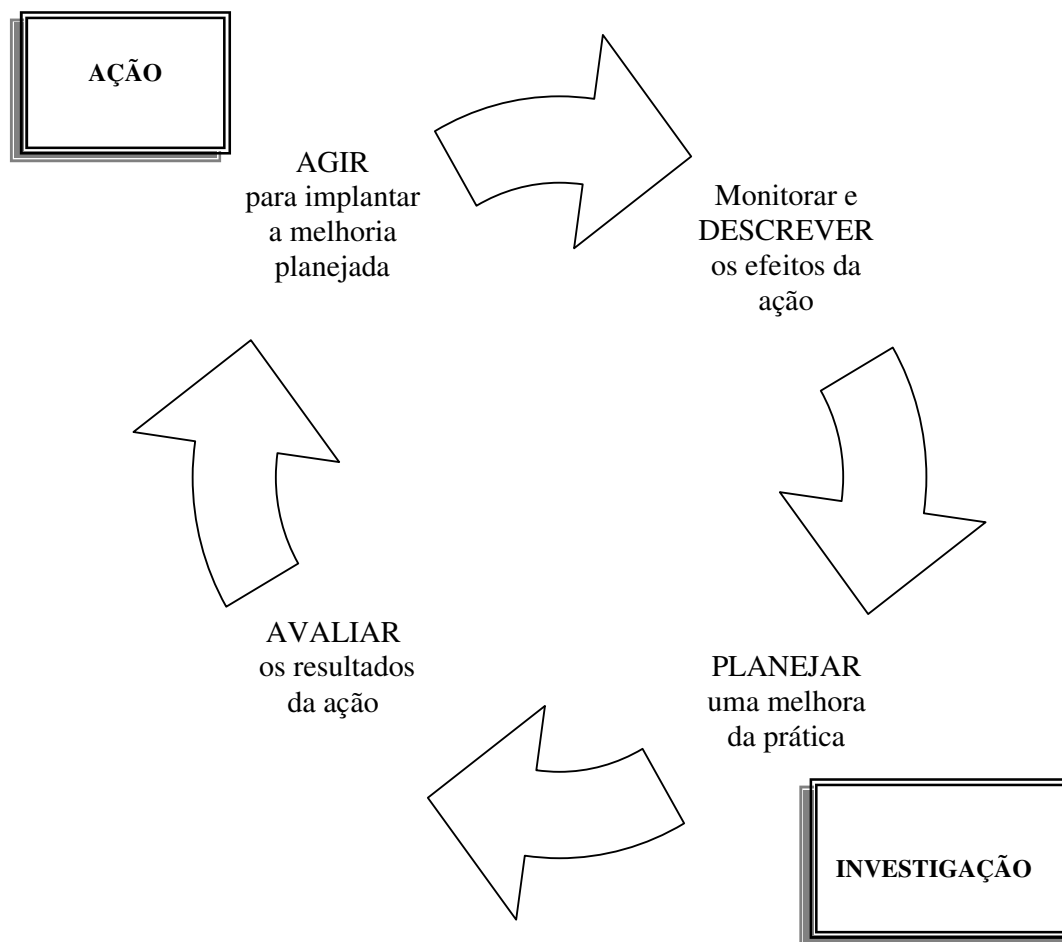 AÇÃO
AGIR
para implantar
a melhoria
planejada
Monitorar e
DESCREVER
os efeitos da
ação
PLANEJAR
uma melhora
da prática
AVALIAR
os resultados
da ação
INVESTIGAÇÃO